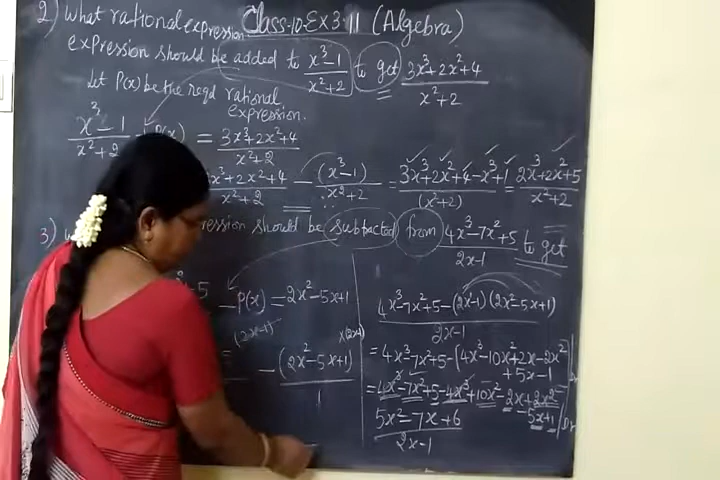 Class-10-Ex 3.11 (Algebra)
2) What rational expression
expression should be added to x³-1/x²+2 to get 3x³+2x²+4/x²+2
Let P(x) be the reqd rational
expression.
x³-1/x²+2 + P(x) = 3x³+2x²+4/x²+2
3x³+2x²+4/x²+2 - (x³-1)/x²+2 = 3x³+2x²+4-x³+1/(x²+2) = 2x³+2x²+5/x²+2
3) ression should be subtracted from 4x³-7x²+5/2x-1 to get
+5 - P(x) = 2x²-5x+1
- (2x²-5x+1)/1
4x³-7x²+5-(2x-1)(2x²-5x+1)/2x-1
= 4x³-7x²+5-(4x³-10x²+2x-2x²
+5x-1
= 4x³-7x²+5-4x³+10x²-2x+2x²
-5x+1
5x²-7x+6/2x-1